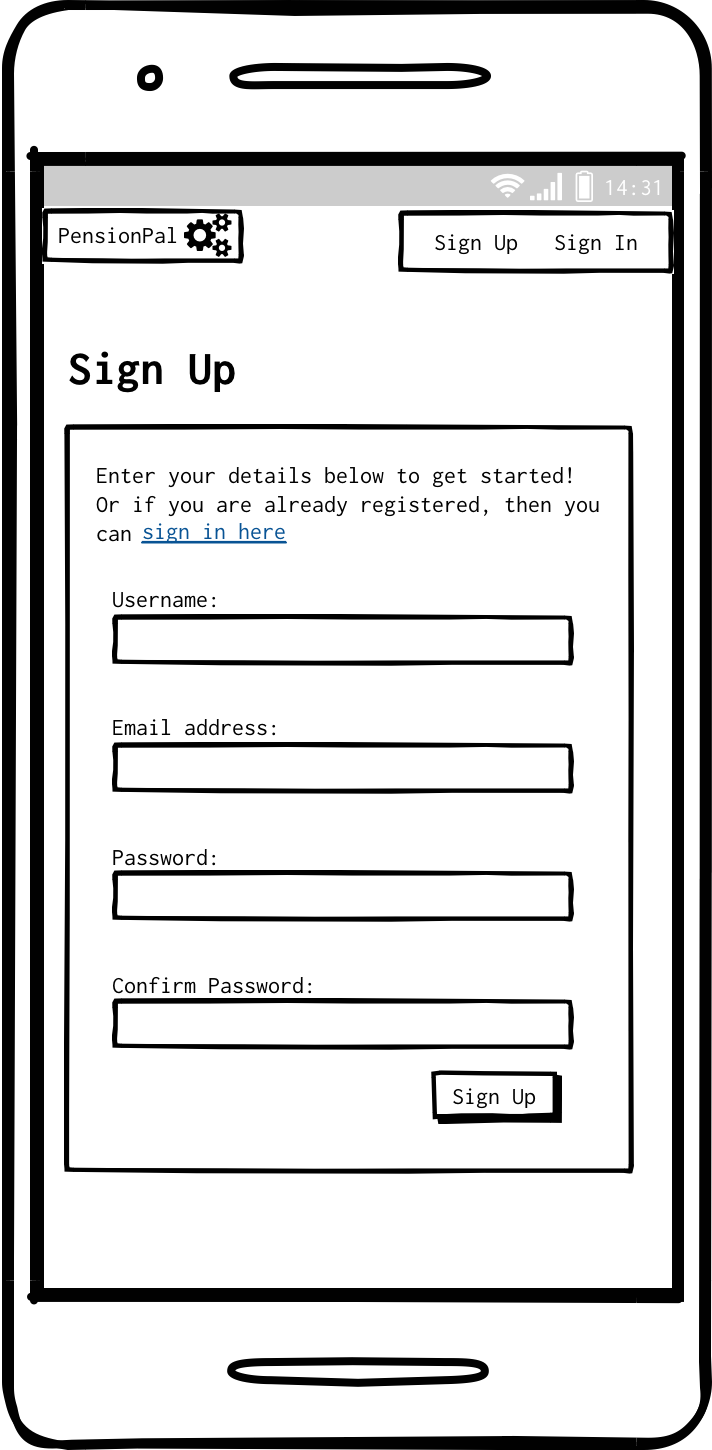 14:31
PensionPal
Sign Up Sign In
Sign Up
Enter your details below to get started!
Or if you are already registered, then you
can sign in here
Username:
Email address:
Password:
Confirm Password:
Sign Up